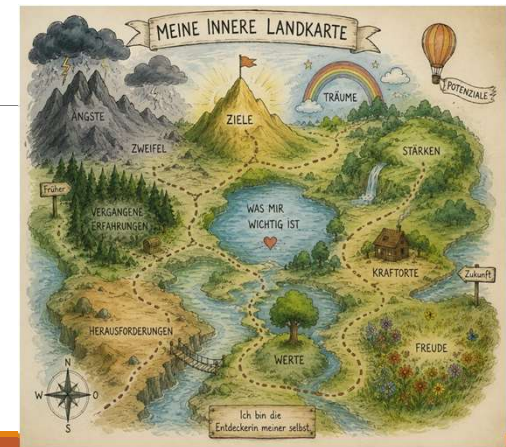 MEINE INNERE LANDKARTE
POTENZIALE
TRÄUME
ÄNGSTE
ZIELE
ZWEIFEL
STÄRKEN
Früher
VERGANGENE
ERFAHRUNGEN
WAS MIR
WICHTIG IST
KRAFTORTE
Zukunft
HERAUSFORDERUNGEN
WERTE
FREUDE
N
W
O
S
Ich bin die
Entdeckerin meiner selbst